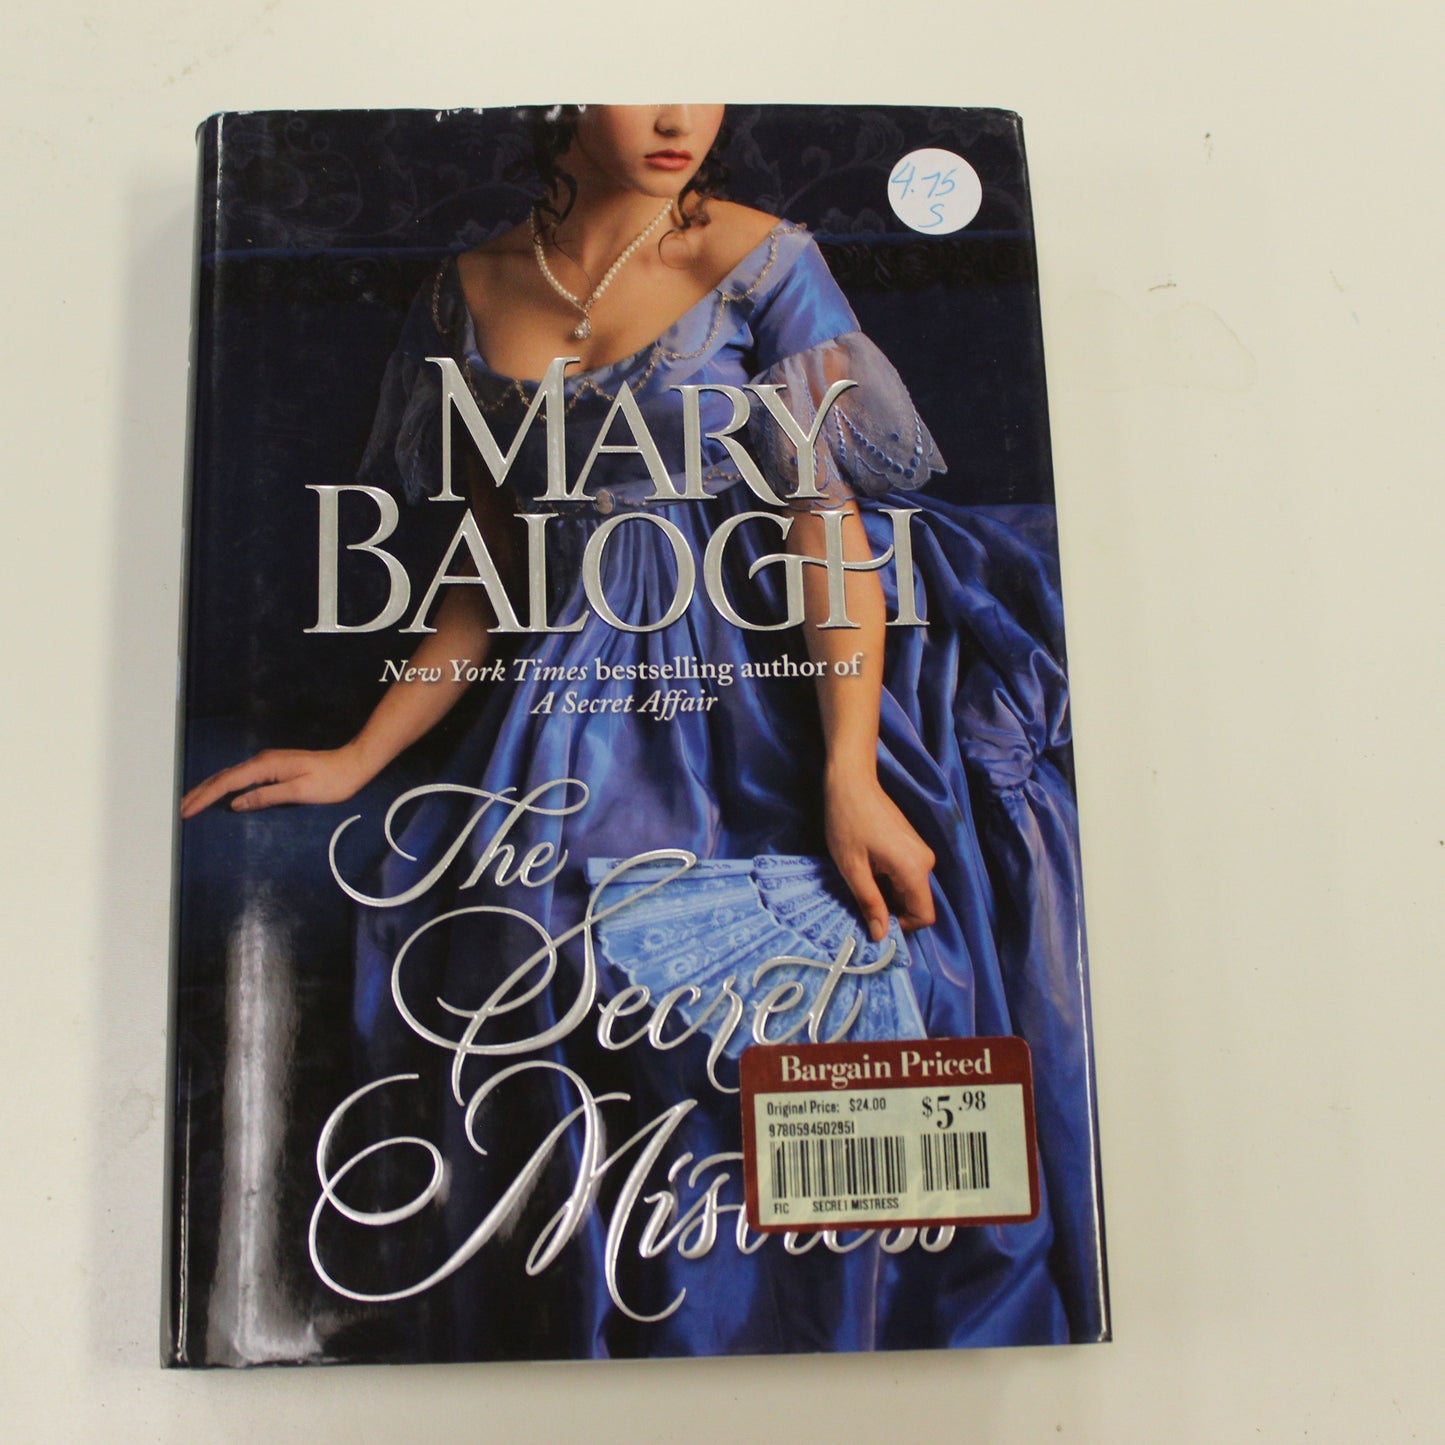 4.75
S
MARY
BALOGH
New York Times bestselling author of
A Secret Affair
The
Secret
Mistress
Bargain Priced
Original Price: $24.00 $5.98
9780594502951
FIC SECRET MISTRESS